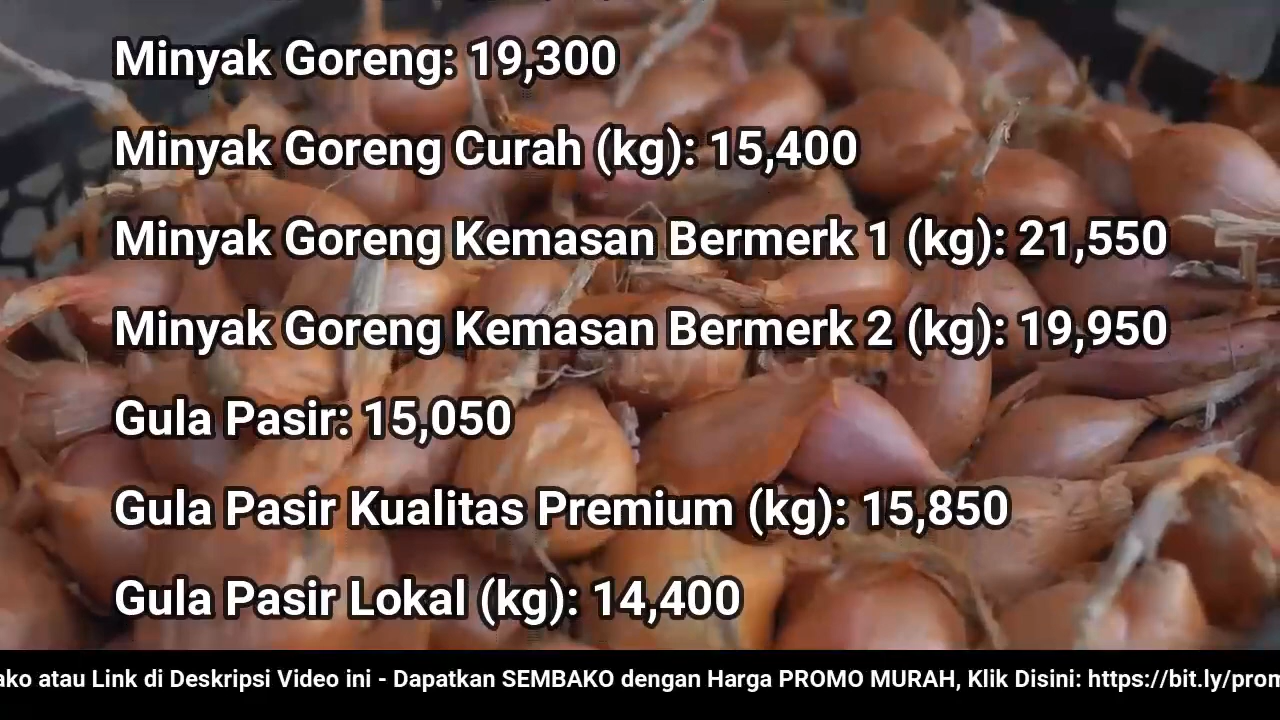 Minyak Goreng: 19,300
Minyak Goreng Curah (kg): 15,400
Minyak Goreng Kemasan Bermerk 1 (kg): 21,550
Minyak Goreng Kemasan Bermerk 2 (kg): 19,950
Gula Pasir: 15,050
Gula Pasir Kualitas Premium (kg): 15,850
Gula Pasir Lokal (kg): 14,400
ako atau Link di Deskripsi Video ini - Dapatkan SEMBAKO dengan Harga PROMO MURAH, Klik Disini: https://bit.ly/prom